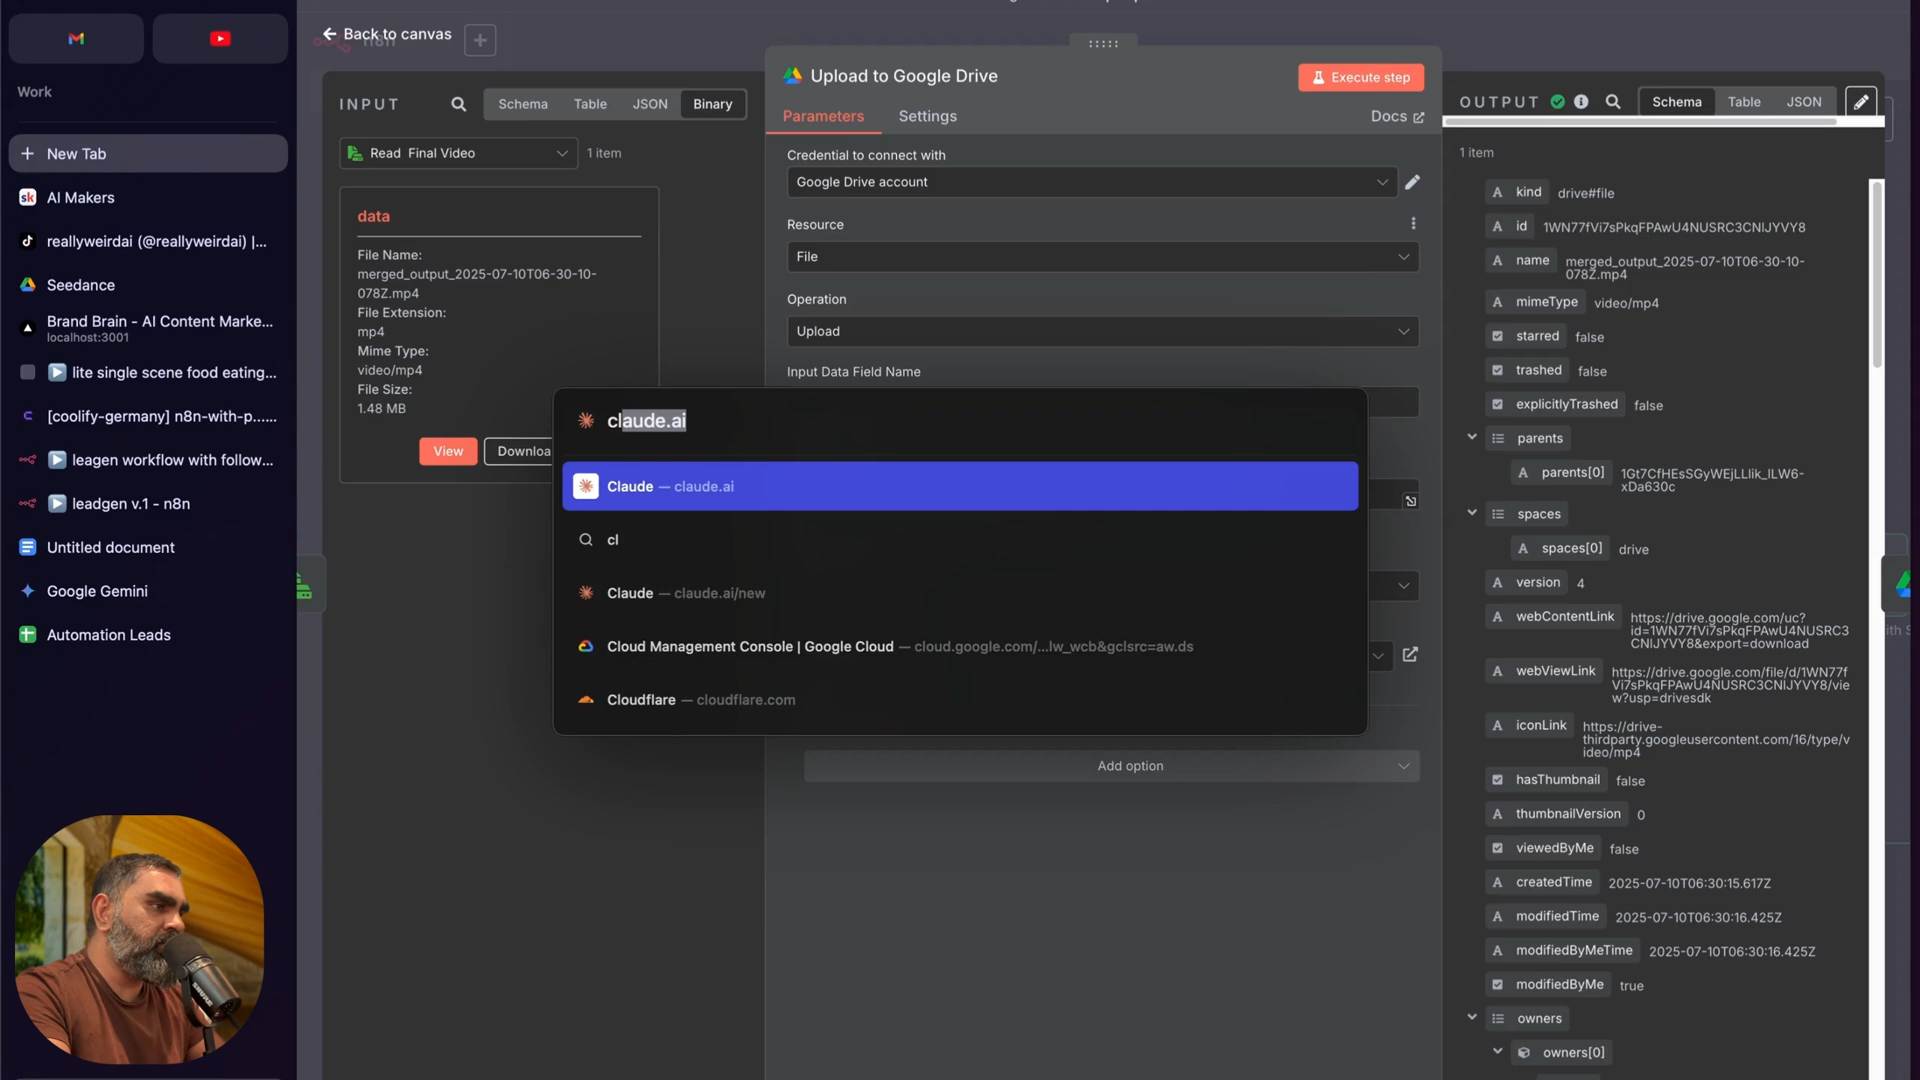 Work
New Tab
AI Makers
reallyweirdai (@reallyweirdai) |...
Seedance
Brand Brain - AI Content Marke...
localhost:3001
lite single scene food eating...
[coolify-germany] n8n-with-p......
leagen workflow with follow...
leadgen v.1 - n8n
Untitled document
Google Gemini
Automation Leads
Back to canvas
n8n
INPUT
Schema
Table
JSON
Binary
Read Final Video
1 item
data
File Name:
merged_output_2025-07-10T06-30-10-
078Z.mp4
File Extension:
mp4
Mime Type:
video/mp4
File Size:
1.48 MB
View
Downloa
Upload to Google Drive
Execute step
Parameters
Settings
Docs
Credential to connect with
Google Drive account
Resource
File
Operation
Upload
Input Data Field Name
claude.ai
Claude — claude.ai
cl
Claude — claude.ai/new
Cloud Management Console | Google Cloud — cloud.google.com/...lw_wcb&gclsrc=aw.ds
Cloudflare — cloudflare.com
Add option
OUTPUT
Schema
Table
JSON
1 item
kind drive#file
id 1WN77fVi7sPkqFPAwU4NUSRC3CNlJYVY8
name merged_output_2025-07-10T06-30-10-
078Z.mp4
mimeType video/mp4
starred false
trashed false
explicitlyTrashed false
parents
parents[0] 1Gt7CfHEsSGyWEjLLlik_lLW6-
xDa630c
spaces
spaces[0] drive
version 4
webContentLink https://drive.google.com/uc?
id=1WN77fVi7sPkqFPAwU4NUSRC3
CNlJYVY8&export=download
webViewLink https://drive.google.com/file/d/1WN77f
Vi7sPkqFPAwU4NUSRC3CNlJYVY8/vie
w?usp=drivesdk
iconLink https://drive-
thirdparty.googleusercontent.com/16/type/v
ideo/mp4
hasThumbnail false
thumbnailVersion 0
viewedByMe false
createdTime 2025-07-10T06:30:15.617Z
modifiedTime 2025-07-10T06:30:16.425Z
modifiedByMeTime 2025-07-10T06:30:16.425Z
modifiedByMe true
owners
owners[0]
SHURE